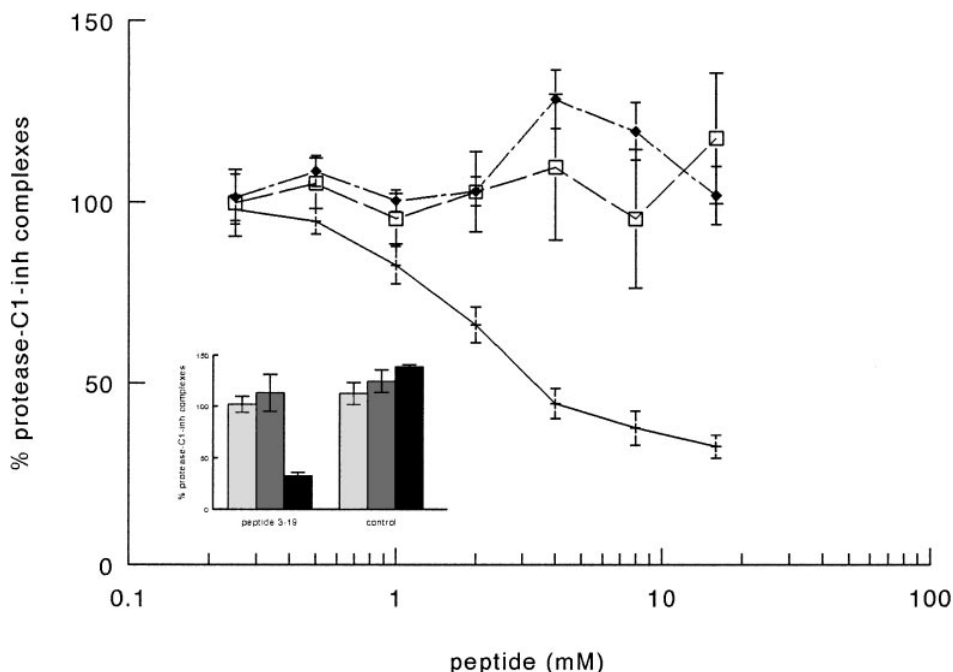 150
% protease-C1-inh complexes
100
50
0
0.1
1
10
100
peptide (mM)
150
% protease-C1-inh complexes
100
50
0
peptide 3-19
control